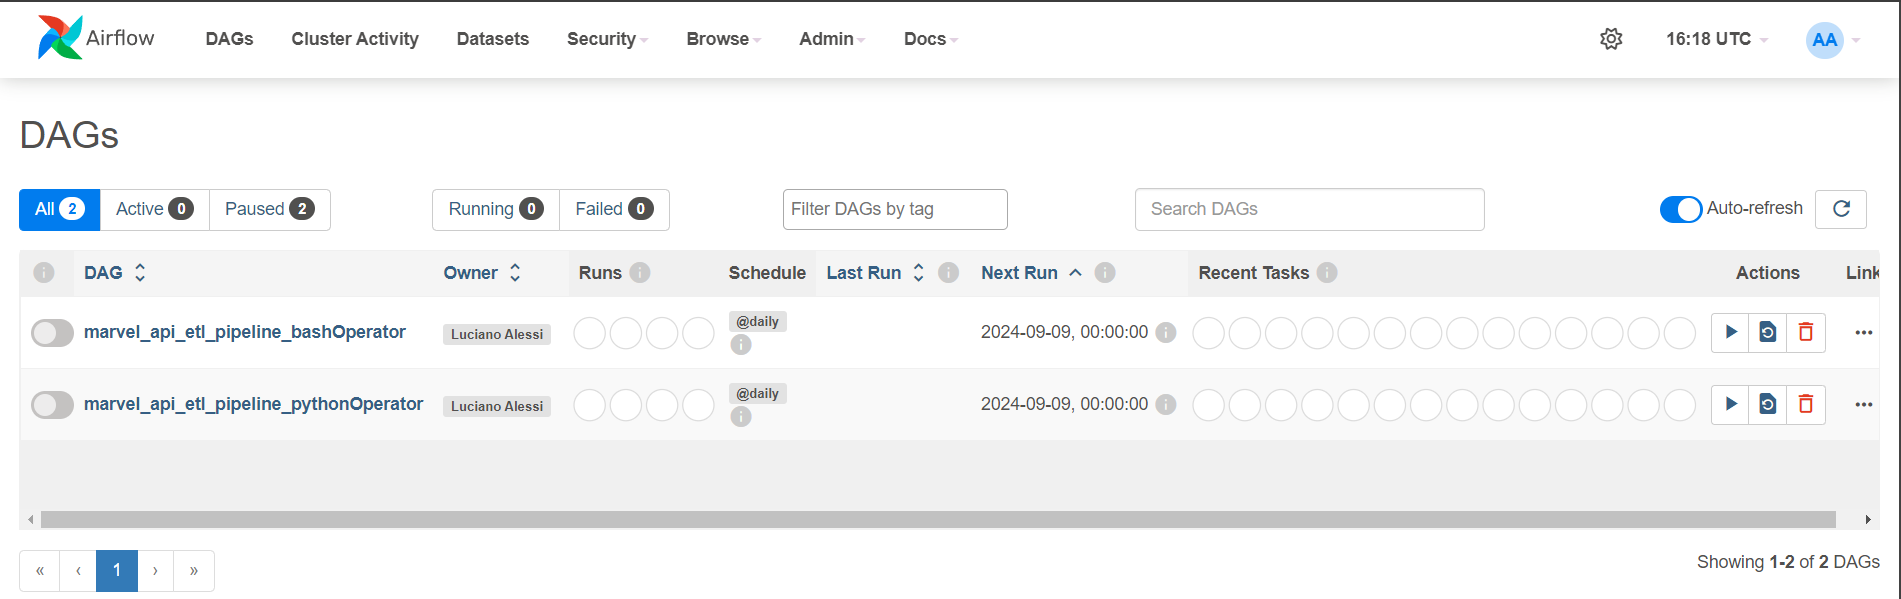 Airflow DAGs Cluster Activity Datasets Security Browse Admin Docs 16:18 UTC AA
DAGs
All 2 Active 0 Paused 2 Running 0 Failed 0 Filter DAGs by tag Search DAGs Auto-refresh
i DAG Owner Runs i Schedule Last Run i Next Run i Recent Tasks i Actions Link
marvel_api_etl_pipeline_bashOperator Luciano Alessi @daily i 2024-09-09, 00:00:00 i
marvel_api_etl_pipeline_pythonOperator Luciano Alessi @daily i 2024-09-09, 00:00:00 i
« ‹ 1 › » Showing 1-2 of 2 DAGs